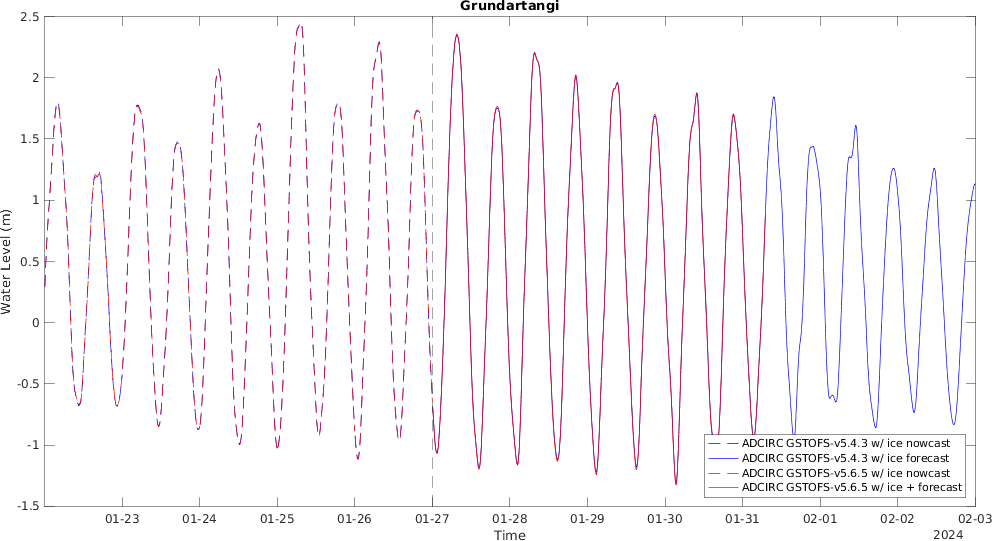 Grundartangi
2.5
2
1.5
1
0.5
0
-0.5
-1
-1.5
Water Level (m)
ADCIRC GSTOFS-v5.4.3 w/ ice nowcast
ADCIRC GSTOFS-v5.4.3 w/ ice forecast
ADCIRC GSTOFS-v5.6.5 w/ ice nowcast
ADCIRC GSTOFS-v5.6.5 w/ ice + forecast
01-23 01-24 01-25 01-26 01-27 01-28 01-29 01-30 01-31 02-01 02-02 02-03
Time
2024